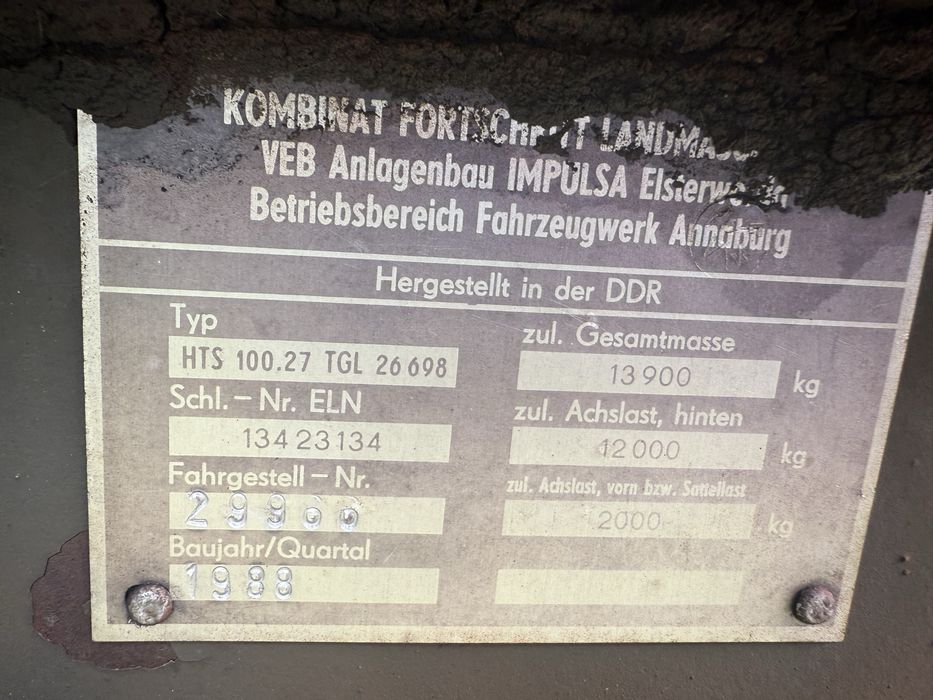 KOMBINAT FORTSCHRITT
VEB Anlagenbau IMPULSA
Betriebsbereich Fahrzeugwerk Annaburg
Hergestellt in der DDR
Typ
HTS 100.27 TGL 26 698
Schl.-Nr. ELN
134 23 134
Fahrgestell-Nr.
29966
Baujahr/Quartal
1988
zul. Gesamtmasse
13 900 kg
zul. Achslast, hinten
12 000 kg
zul. Achslast, vorn bzw. Sattellast
2000 kg